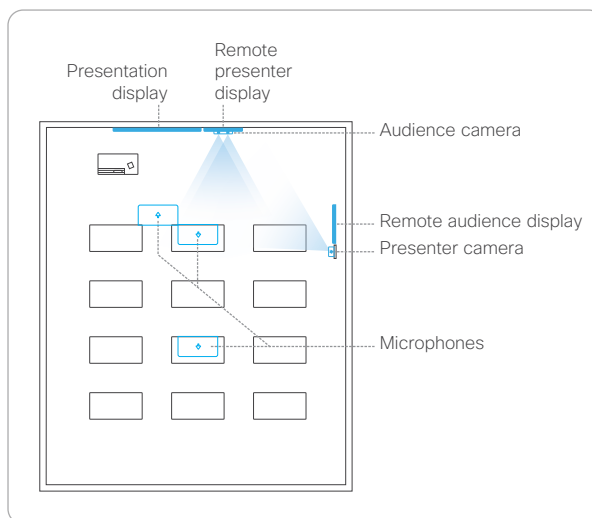 Presentation
display
Remote
presenter
display
Audience camera
Remote audience display
Presenter camera
Microphones